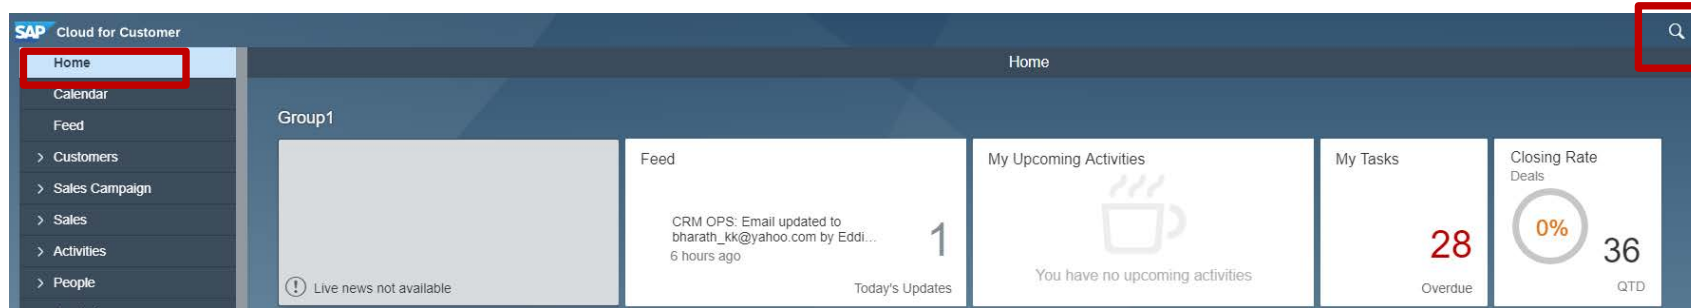 SAP Cloud for Customer
Home
Home
Calendar
Feed
Customers
Sales Campaign
Sales
Activities
People
Group1
Live news not available
Feed
CRM OPS: Email updated to
bharath_kk@yahoo.com by Eddi...
6 hours ago
1
Today's Updates
My Upcoming Activities
You have no upcoming activities
My Tasks
28
Overdue
Closing Rate
Deals
0%
36
QTD